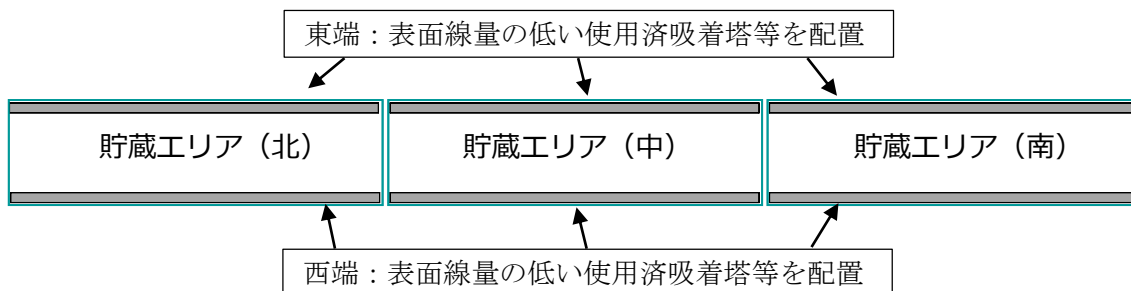 東端：表面線量の低い使用済吸着塔等を配置
貯蔵エリア（北）
貯蔵エリア（中）
貯蔵エリア（南）
西端：表面線量の低い使用済吸着塔等を配置